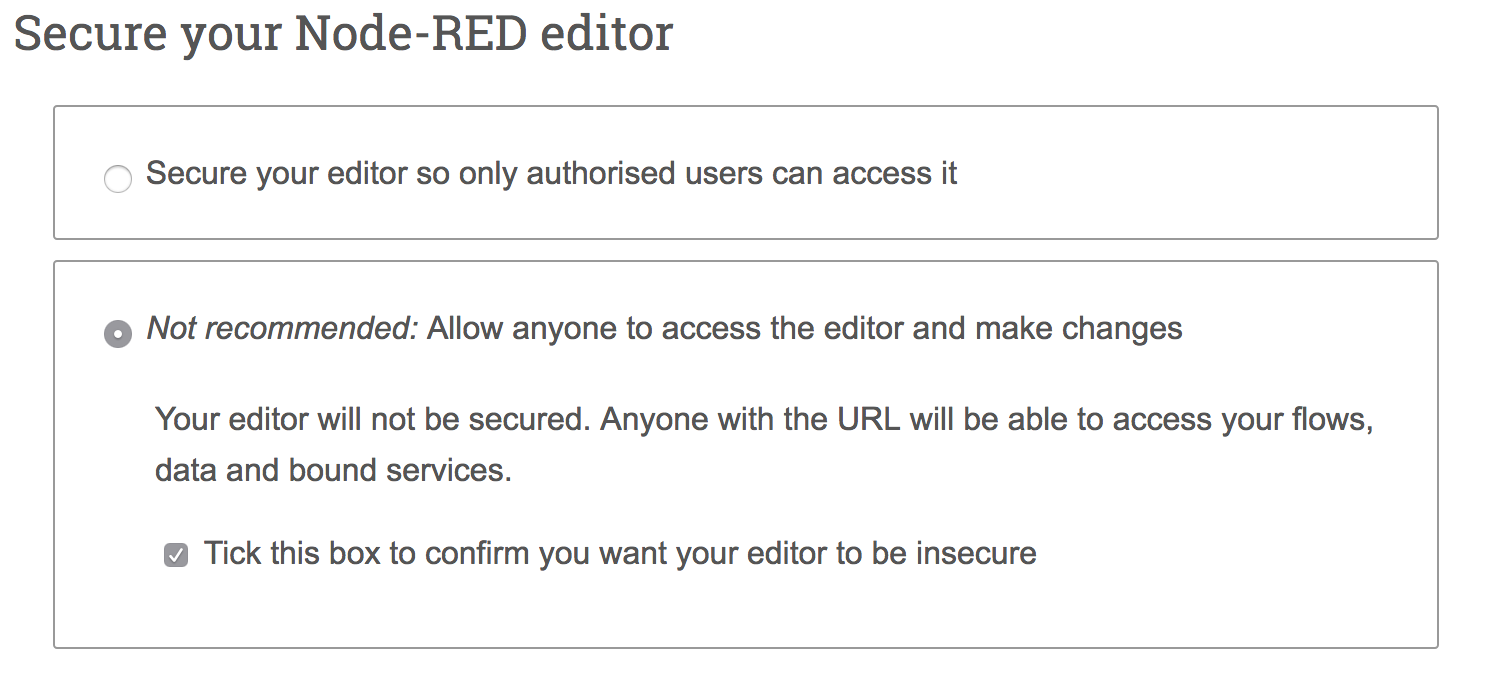 Secure your Node-RED editor
Secure your editor so only authorised users can access it
Not recommended: Allow anyone to access the editor and make changes
Your editor will not be secured. Anyone with the URL will be able to access your flows,
data and bound services.
Tick this box to confirm you want your editor to be insecure